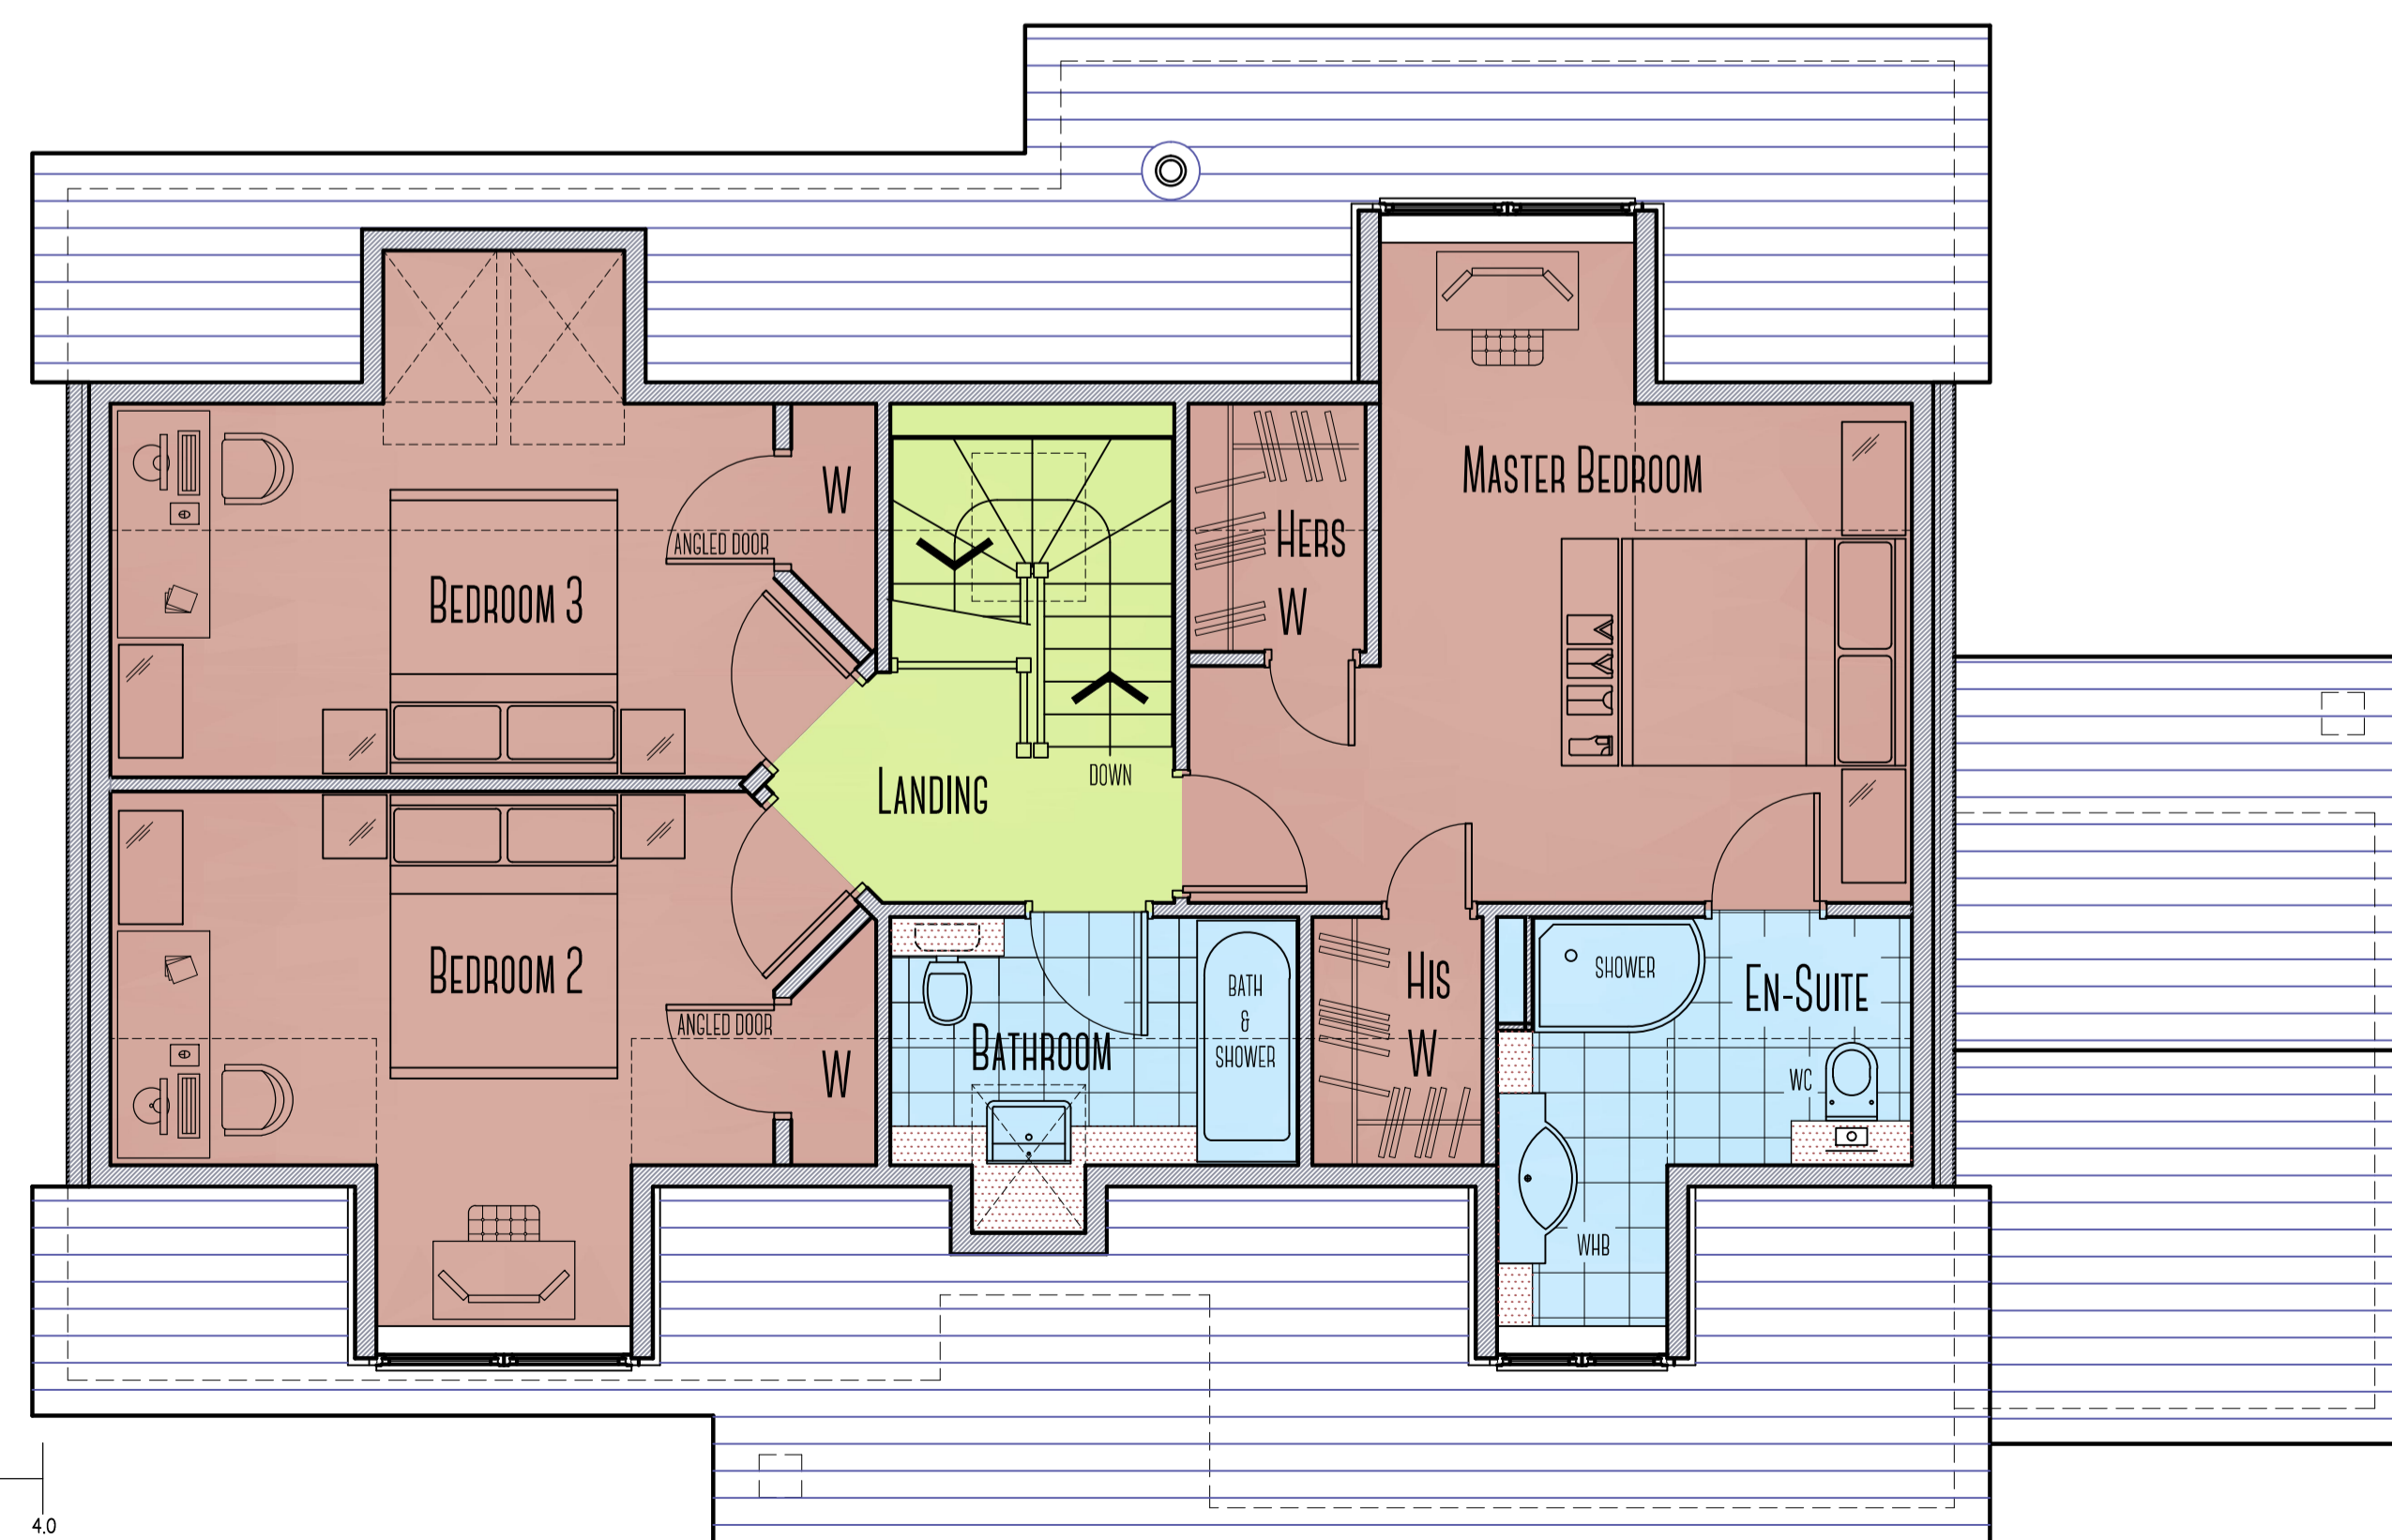 MASTER BEDROOM
W
HERS
W
ANGLED DOOR
BEDROOM 3
DOWN
LANDING
BEDROOM 2
ANGLED DOOR
W
BATHROOM
BATH
&
SHOWER
HIS
W
SHOWER
EN-SUITE
WC
WHB
4.0